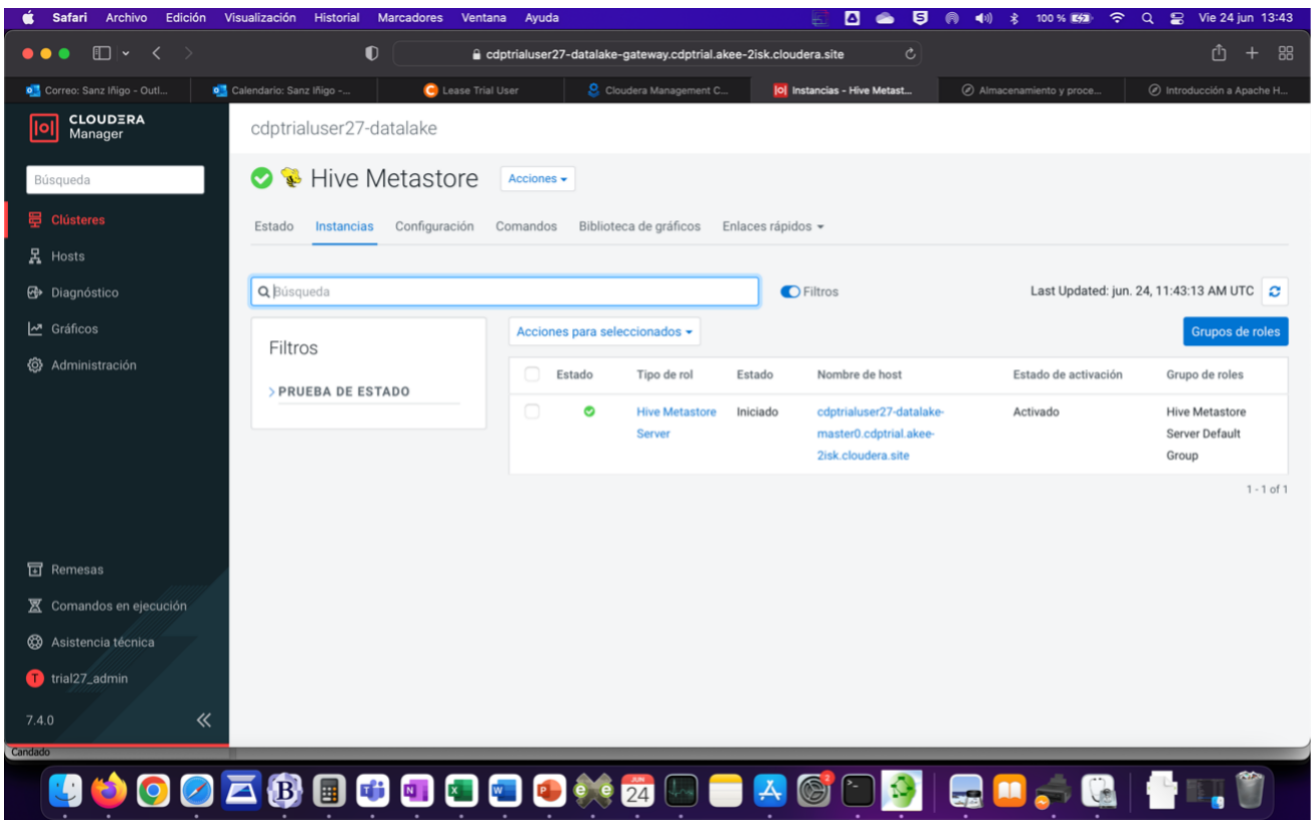 Safari Archivo Edición Visualización Historial Marcadores Ventana Ayuda 100 % Vie 24 jun 13:43
cdptrialuser27-datalake-gateway.cdptrial.akee-2isk.cloudera.site
Correo: Sanz Iñigo - Outl... Calendario: Sanz Iñigo -... Lease Trial User Cloudera Management C... Instancias - Hive Metast... Almacenamiento y proce... Introducción a Apache H...
CLOUDERA
Manager
cdptrialuser27-datalake
Búsqueda
Hive Metastore Acciones
Clústeres
Hosts
Diagnóstico
Gráficos
Administración
Estado Instancias Configuración Comandos Biblioteca de gráficos Enlaces rápidos
Búsqueda Filtros Last Updated: jun. 24, 11:43:13 AM UTC
Filtros
PRUEBA DE ESTADO
Acciones para seleccionados Grupos de roles
Estado Tipo de rol Estado Nombre de host Estado de activación Grupo de roles
Hive Metastore Iniciado cdptrialuser27-datalake- Activado Hive Metastore
Server master0.cdptrial.akee- Server Default
2isk.cloudera.site Group
1 - 1 of 1
Remesas
Comandos en ejecución
Asistencia técnica
T trial27_admin
7.4.0
Candado
JUN
24
2